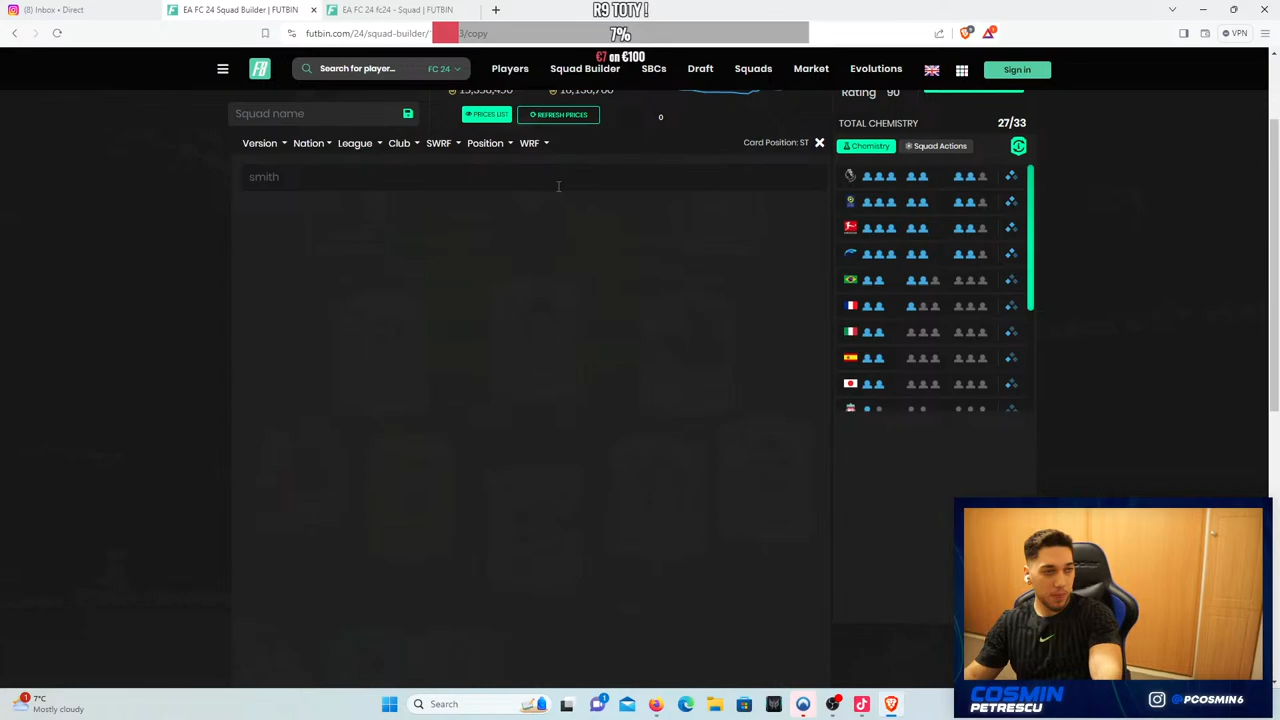 R9 TOTY !
(8) Inbox • Direct
EA FC 24 Squad Builder | FUTBIN
EA FC 24 fc24 - Squad | FUTBIN
futbin.com/24/squad-builder/
3/copy
7%
VPN
€7 on €100
F8
Search for player...
FC 24
Players
Squad Builder
SBCs
Draft
Squads
Market
Evolutions
Sign in
Rating 90
Squad name
PRICES LIST
REFRESH PRICES
0
TOTAL CHEMISTRY 27/33
Version
Nation
League
Club
SWRF
Position
WRF
Card Position: ST
Chemistry
Squad Actions
smith
COSMIN
PETRESCU
@PCOSMIN6
1
7°C
Mostly cloudy
Search
1